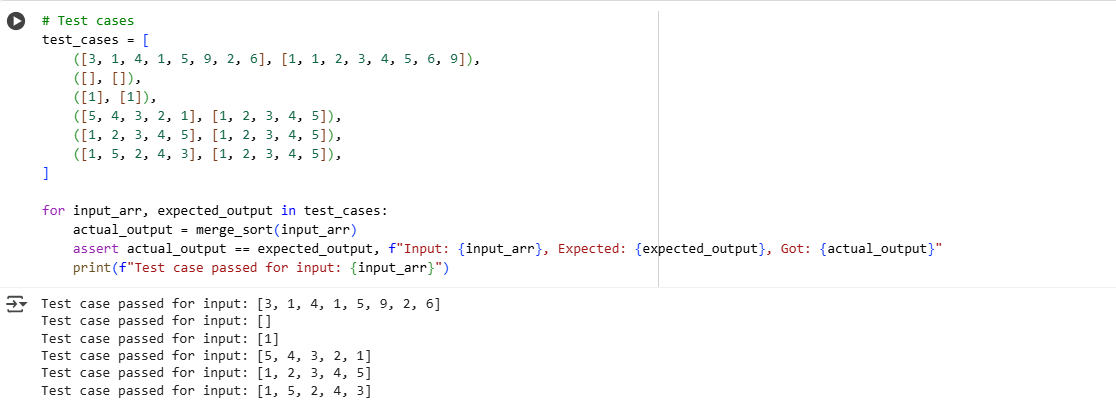 # Test cases
test_cases = [
    ([3, 1, 4, 1, 5, 9, 2, 6], [1, 1, 2, 3, 4, 5, 6, 9]),
    ([], []),
    ([1], [1]),
    ([5, 4, 3, 2, 1], [1, 2, 3, 4, 5]),
    ([1, 2, 3, 4, 5], [1, 2, 3, 4, 5]),
    ([1, 5, 2, 4, 3], [1, 2, 3, 4, 5]),
]
for input_arr, expected_output in test_cases:
    actual_output = merge_sort(input_arr)
    assert actual_output == expected_output, f"Input: {input_arr}, Expected: {expected_output}, Got: {actual_output}"
    print(f"Test case passed for input: {input_arr}")
Test case passed for input: [3, 1, 4, 1, 5, 9, 2, 6]
Test case passed for input: []
Test case passed for input: [1]
Test case passed for input: [5, 4, 3, 2, 1]
Test case passed for input: [1, 2, 3, 4, 5]
Test case passed for input: [1, 5, 2, 4, 3]